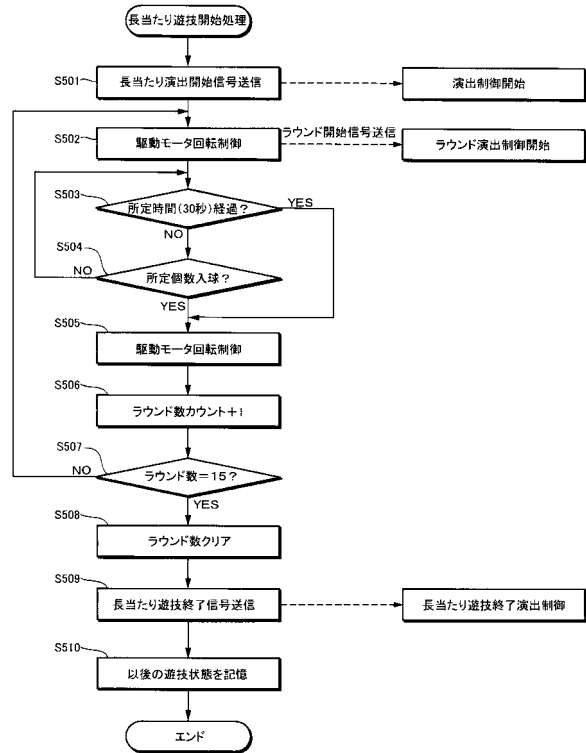 長当たり遊技開始処理
S501
長当たり演出開始信号送信
演出制御開始
S502
駆動モータ回転制御
ラウンド開始信号送信
ラウンド演出制御開始
S503
所定時間(30秒)経過?
YES
NO
S504
所定個数入球?
NO
YES
S505
駆動モータ回転制御
S506
ラウンド数カウント+1
S507
ラウンド数=15?
NO
YES
S508
ラウンド数クリア
S509
長当たり遊技終了信号送信
長当たり遊技終了演出制御
S510
以後の遊技状態を記憶
エンド